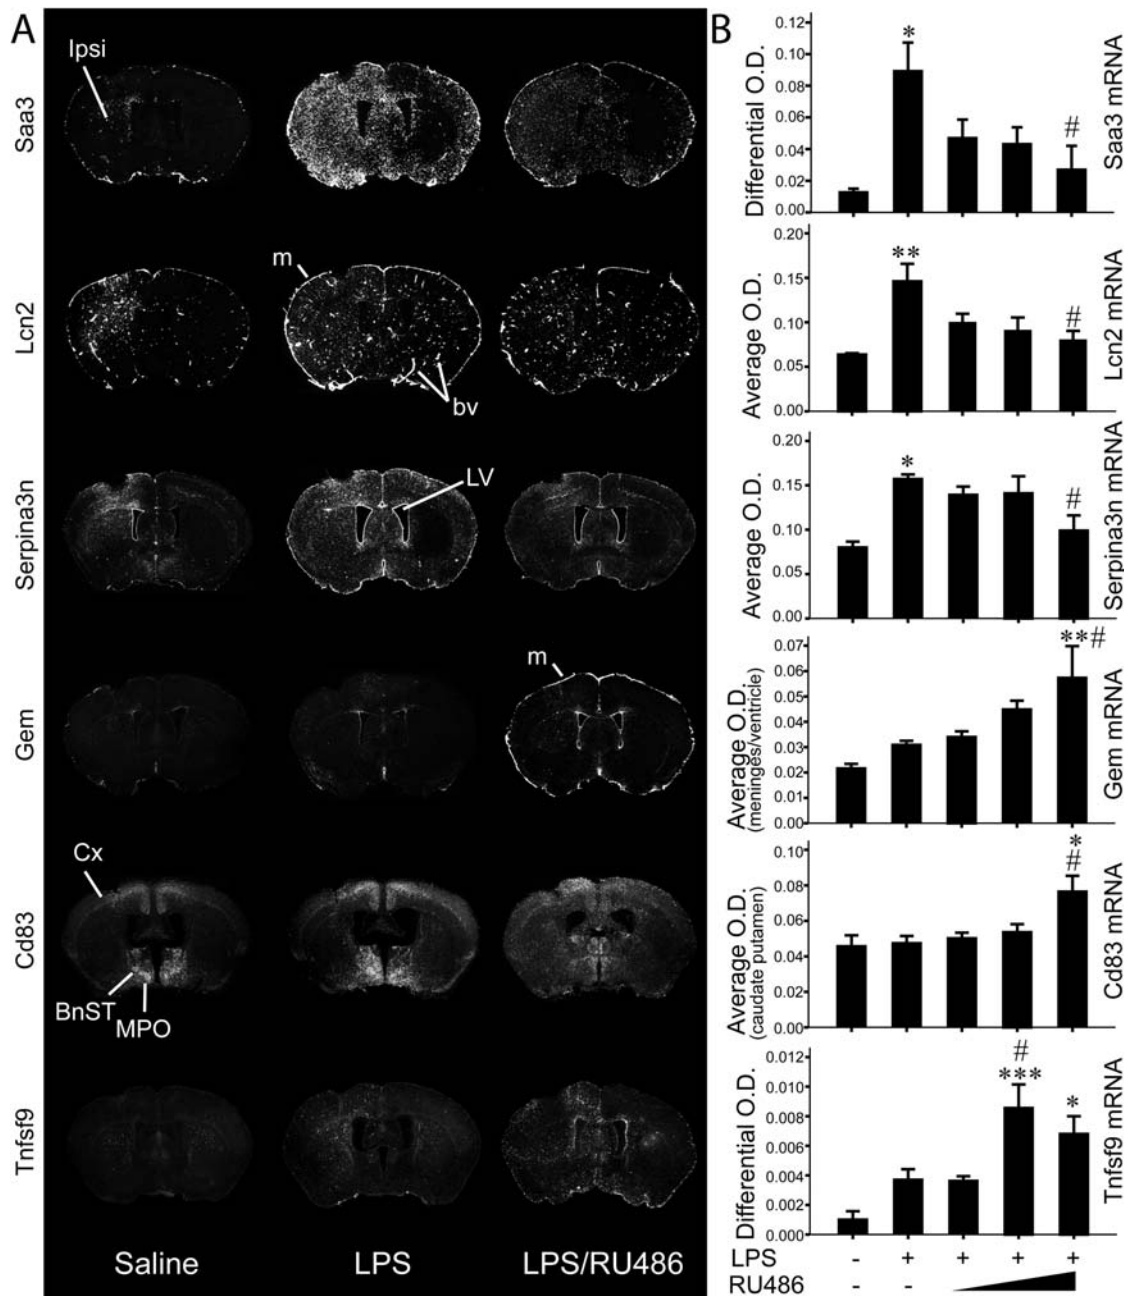 A
Ipsi
Saa3
m
Lcn2
bv
LV
Serpina3n
m
Gem
Cx
Cd83
BnST
MPO
Tnfsf9
Saline LPS LPS/RU486
B
Differential O.D.
0.12
0.10
0.08
0.06
0.04
0.02
0.00
*
#
Saa3 mRNA
Average O.D.
0.20
0.15
0.10
0.05
0.00
**
#
Lcn2 mRNA
Average O.D.
0.20
0.15
0.10
0.05
0.00
*
#
Serpina3n mRNA
Average O.D.
(meninges/ventricle)
0.07
0.06
0.05
0.04
0.03
0.02
0.01
0.00
**#
Gem mRNA
Average O.D.
(caudate putamen)
0.10
0.08
0.06
0.04
0.02
0.00
*
#
Cd83 mRNA
Differential O.D.
0.012
0.010
0.008
0.006
0.004
0.002
0.000
#
***
*
Tnfsf9 mRNA
LPS - + + + +
RU486 - -